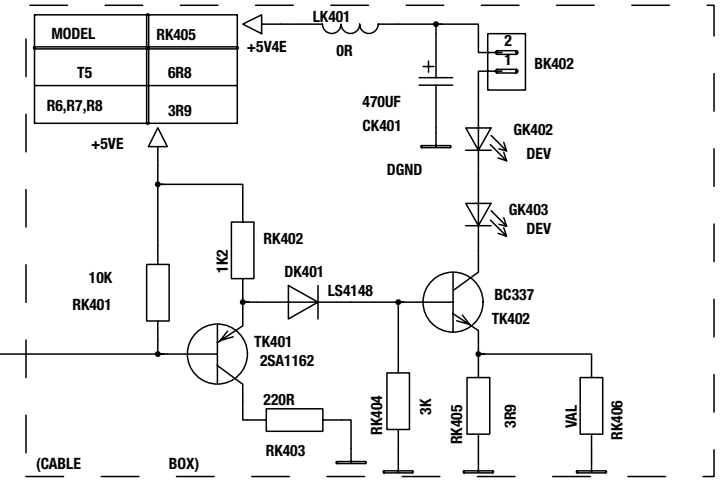 MODEL RK405
T5 6R8
R6,R7,R8 3R9
+5V4E
LK401
0R
2
1
BK402
470UF
CK401
+
DGND
GK402
DEV
GK403
DEV
+5VE
RK402
1K2
10K
RK401
DK401
LS4148
BC337
TK402
TK401
2SA1162
220R
RK403
RK404
3K
RK405
3R9
VAL
RK406
(CABLE BOX)